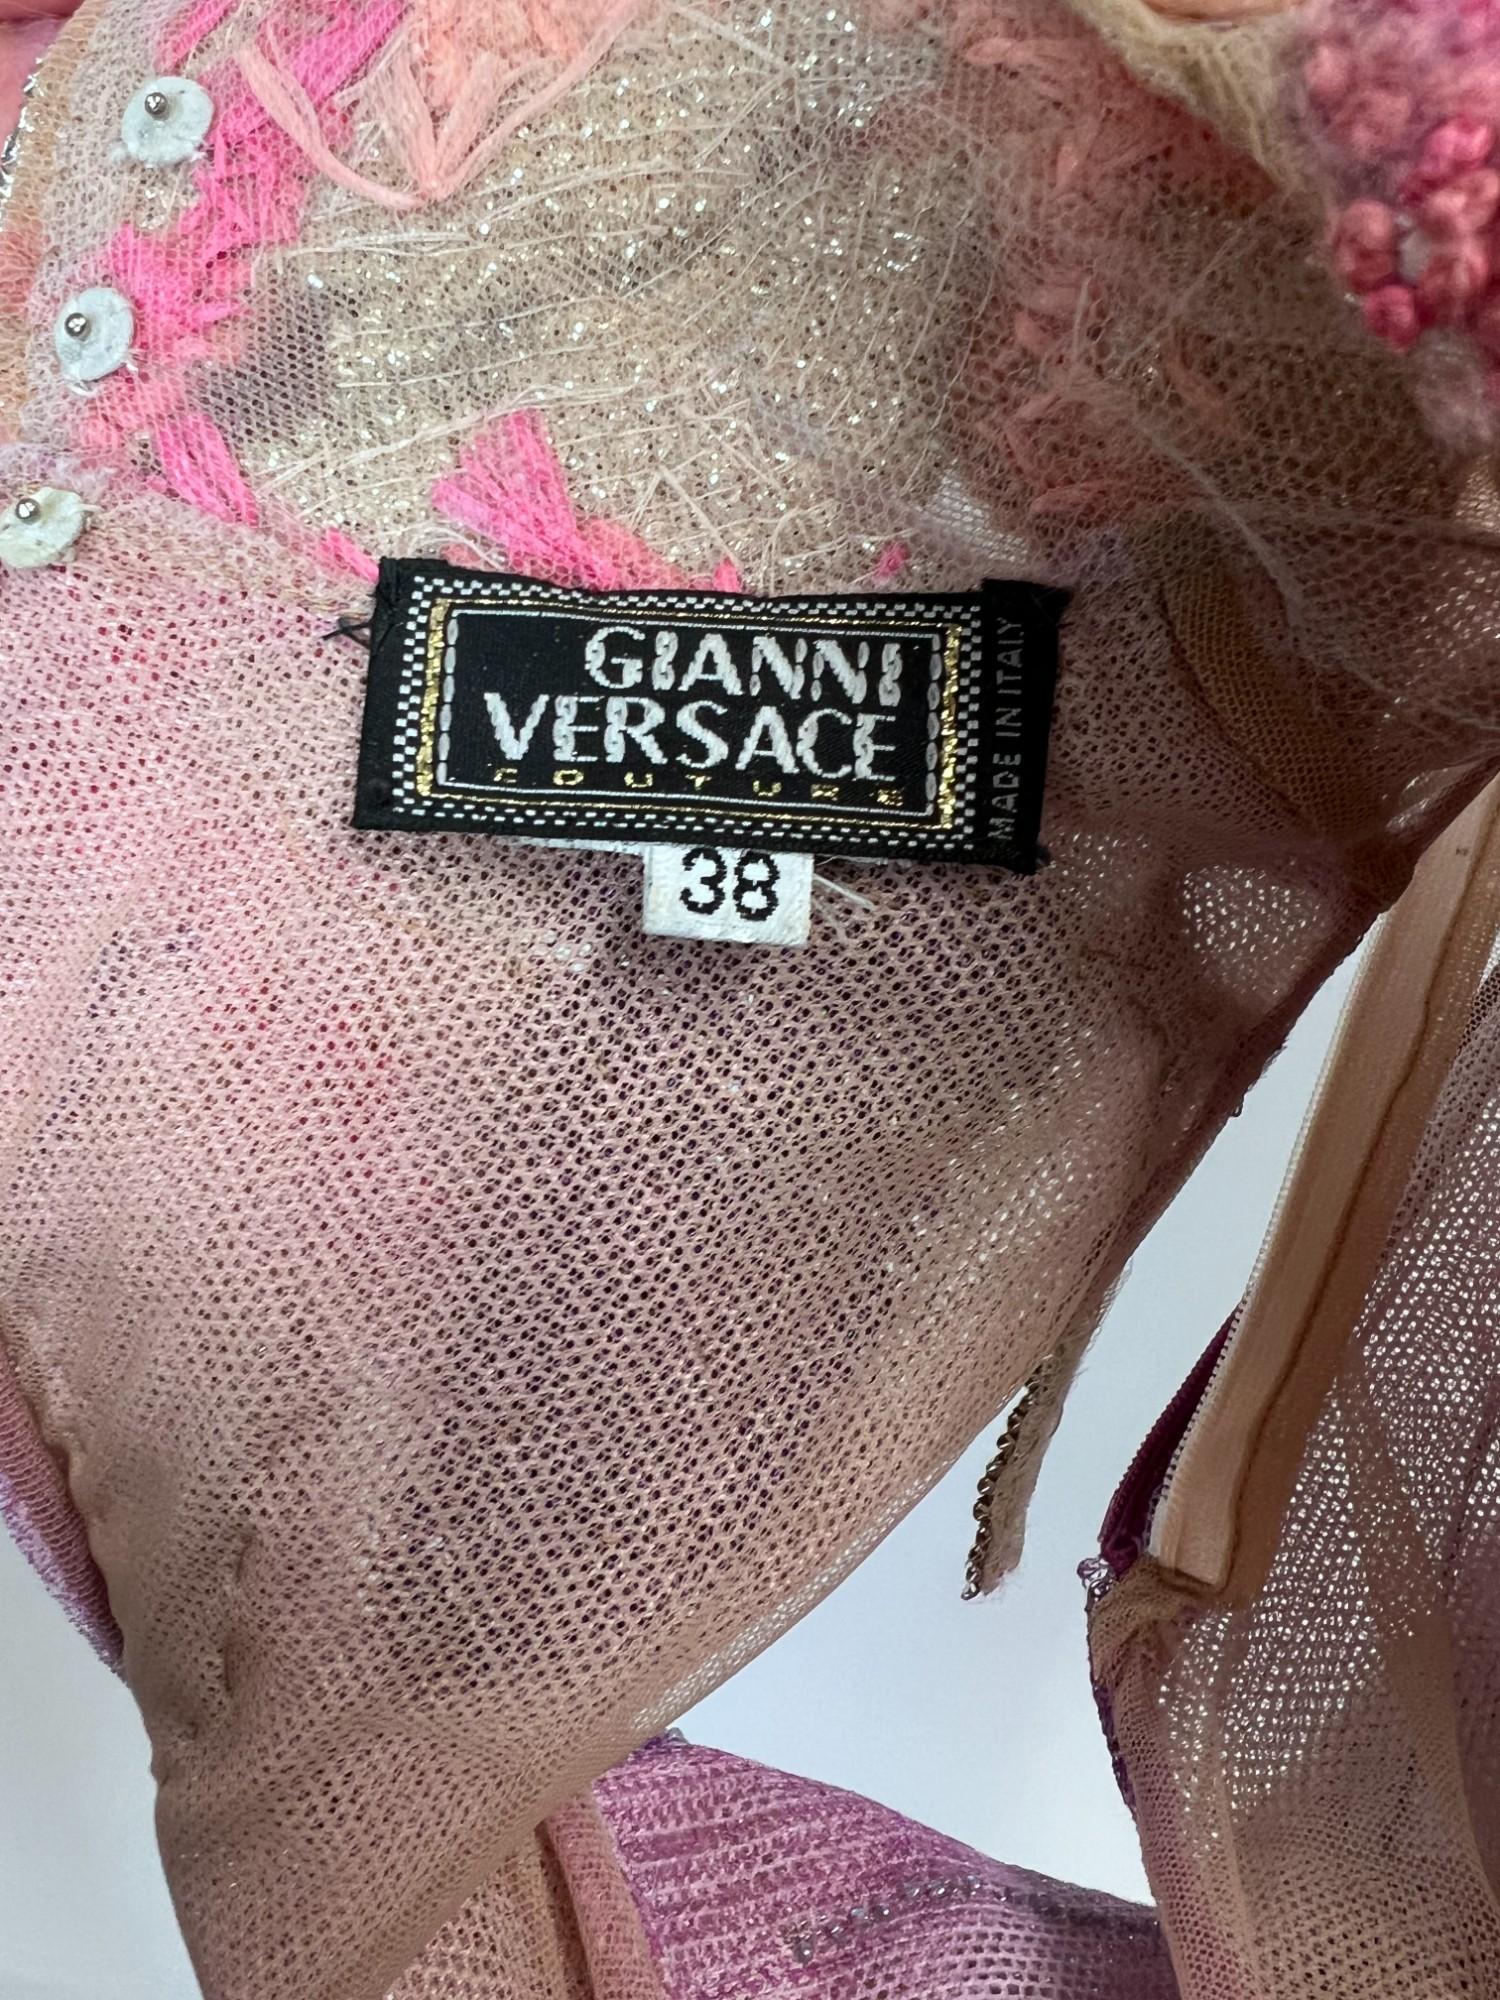 GIANNI
VERSACE
COUTURE
MADE IN ITALY
38